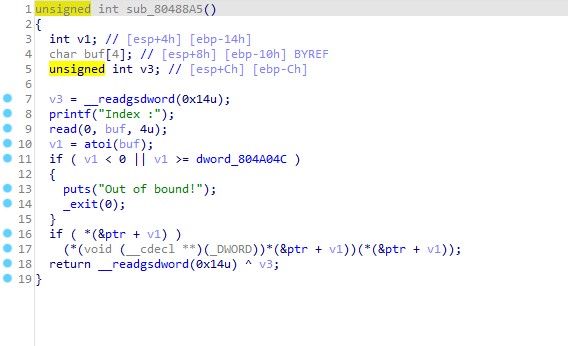 1 unsigned int sub_80488A5()
2 {
3 int v1; // [esp+4h] [ebp-14h]
4 char buf[4]; // [esp+8h] [ebp-10h] BYREF
5 unsigned int v3; // [esp+Ch] [ebp-Ch]
6
7 v3 = __readgsdword(0x14u);
8 printf("Index :");
9 read(0, buf, 4u);
10 v1 = atoi(buf);
11 if ( v1 < 0 || v1 >= dword_804A04C )
12 {
13 puts("Out of bound!");
14 _exit(0);
15 }
16 if ( *(&ptr + v1) )
17 (*(void (__cdecl **)(_DWORD))*(&ptr + v1))(*(&ptr + v1));
18 return __readgsdword(0x14u) ^ v3;
19 }